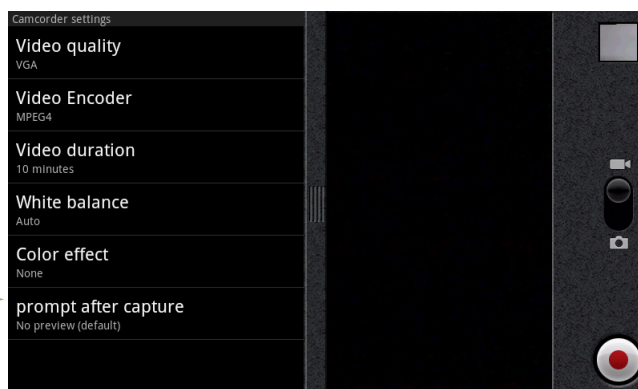 Camcorder settings
Video quality
VGA
Video Encoder
MPEG4
Video duration
10 minutes
White balance
Auto
Color effect
None
prompt after capture
No preview (default)